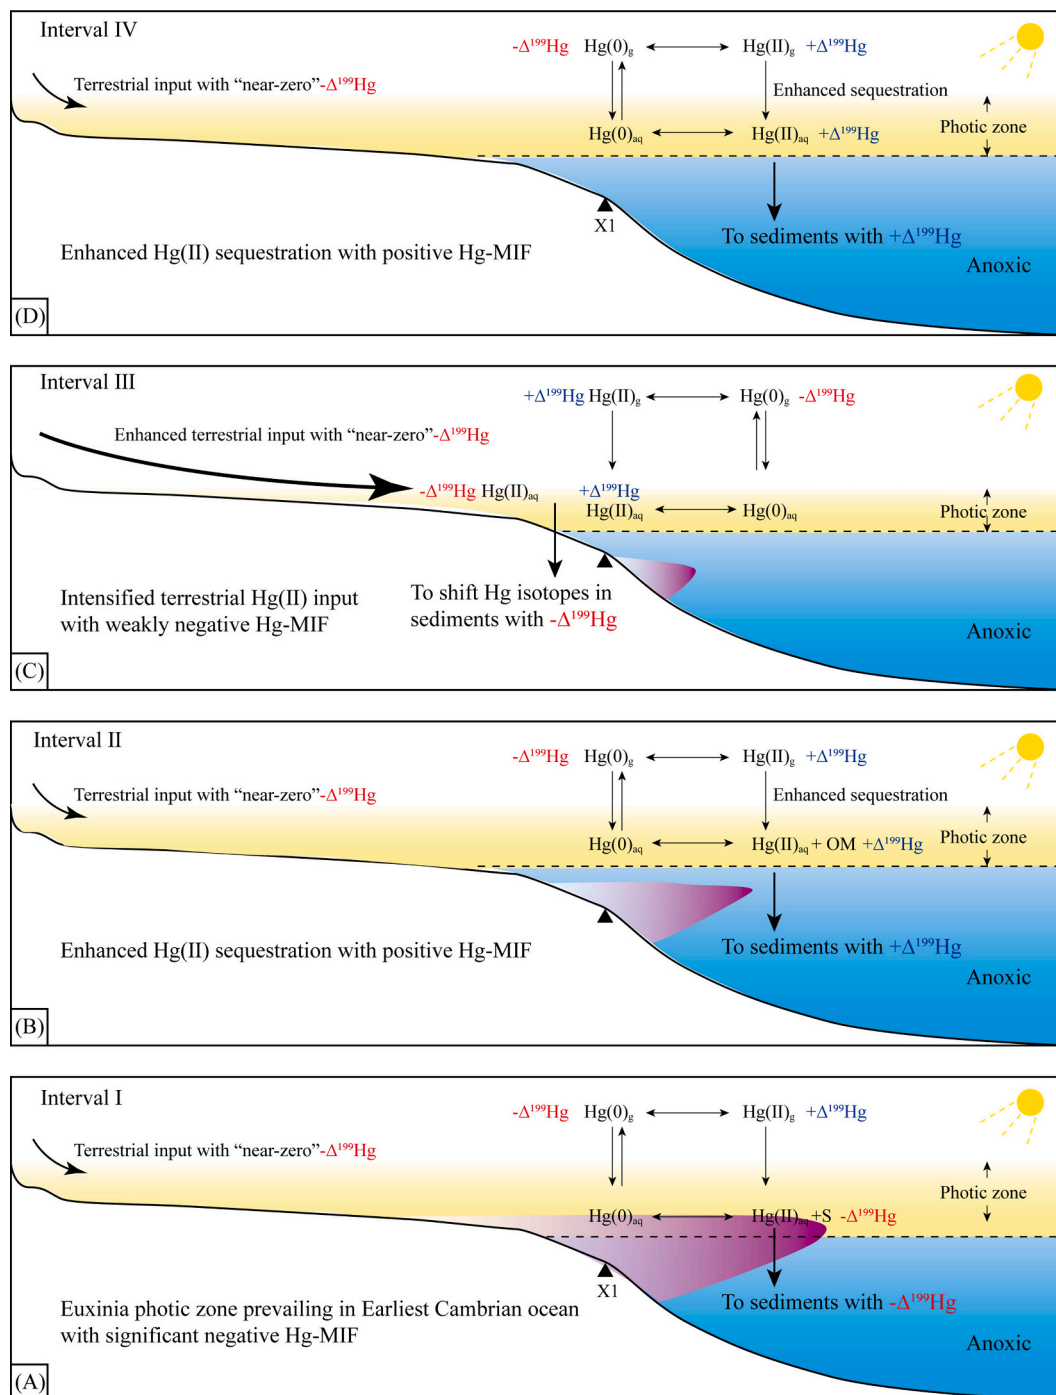 Interval IV
-Δ¹⁹⁹Hg Hg(0)g Hg(II)g +Δ¹⁹⁹Hg
Terrestrial input with “near-zero”-Δ¹⁹⁹Hg
Enhanced sequestration
Photic zone
Hg(0)aq Hg(II)aq +Δ¹⁹⁹Hg
X1
To sediments with +Δ¹⁹⁹Hg
Enhanced Hg(II) sequestration with positive Hg-MIF
Anoxic
(D)
Interval III
+Δ¹⁹⁹Hg Hg(II)g Hg(0)g -Δ¹⁹⁹Hg
Enhanced terrestrial input with “near-zero”-Δ¹⁹⁹Hg
-Δ¹⁹⁹Hg Hg(II)aq +Δ¹⁹⁹Hg
Hg(II)aq Hg(0)aq
Photic zone
To shift Hg isotopes in
sediments with -Δ¹⁹⁹Hg
Intensified terrestrial Hg(II) input
with weakly negative Hg-MIF
Anoxic
(C)
Interval II
-Δ¹⁹⁹Hg Hg(0)g Hg(II)g +Δ¹⁹⁹Hg
Terrestrial input with “near-zero”-Δ¹⁹⁹Hg
Enhanced sequestration
Photic zone
Hg(0)aq Hg(II)aq + OM +Δ¹⁹⁹Hg
To sediments with +Δ¹⁹⁹Hg
Enhanced Hg(II) sequestration with positive Hg-MIF
Anoxic
(B)
Interval I
-Δ¹⁹⁹Hg Hg(0)g Hg(II)g +Δ¹⁹⁹Hg
Terrestrial input with “near-zero”-Δ¹⁹⁹Hg
Photic zone
Hg(0)aq Hg(II)aq +S -Δ¹⁹⁹Hg
X1
To sediments with -Δ¹⁹⁹Hg
Euxinia photic zone prevailing in Earliest Cambrian ocean
with significant negative Hg-MIF
Anoxic
(A)